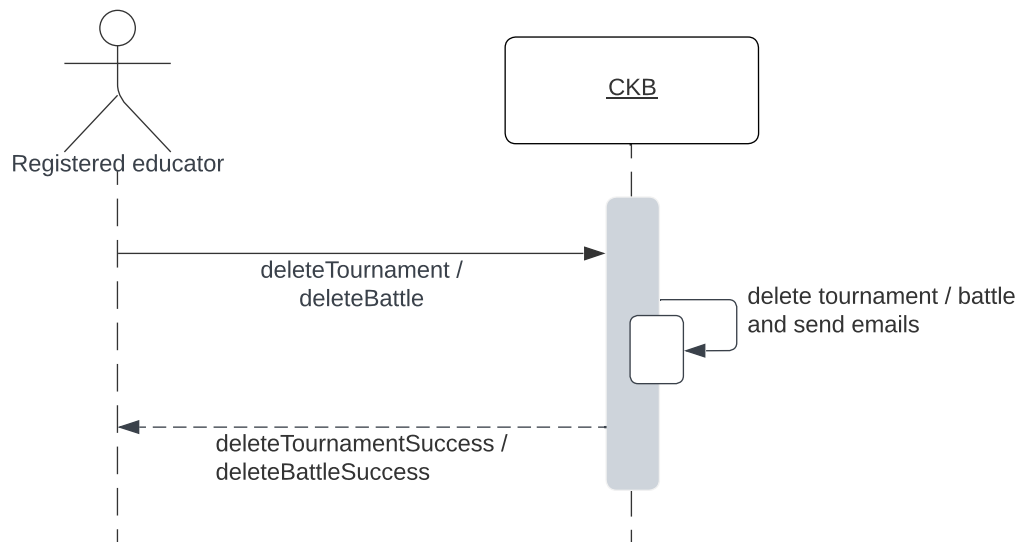 CKB
Registered educator
deleteTournament /
deleteBattle
delete tournament / battle
and send emails
deleteTournamentSuccess /
deleteBattleSuccess